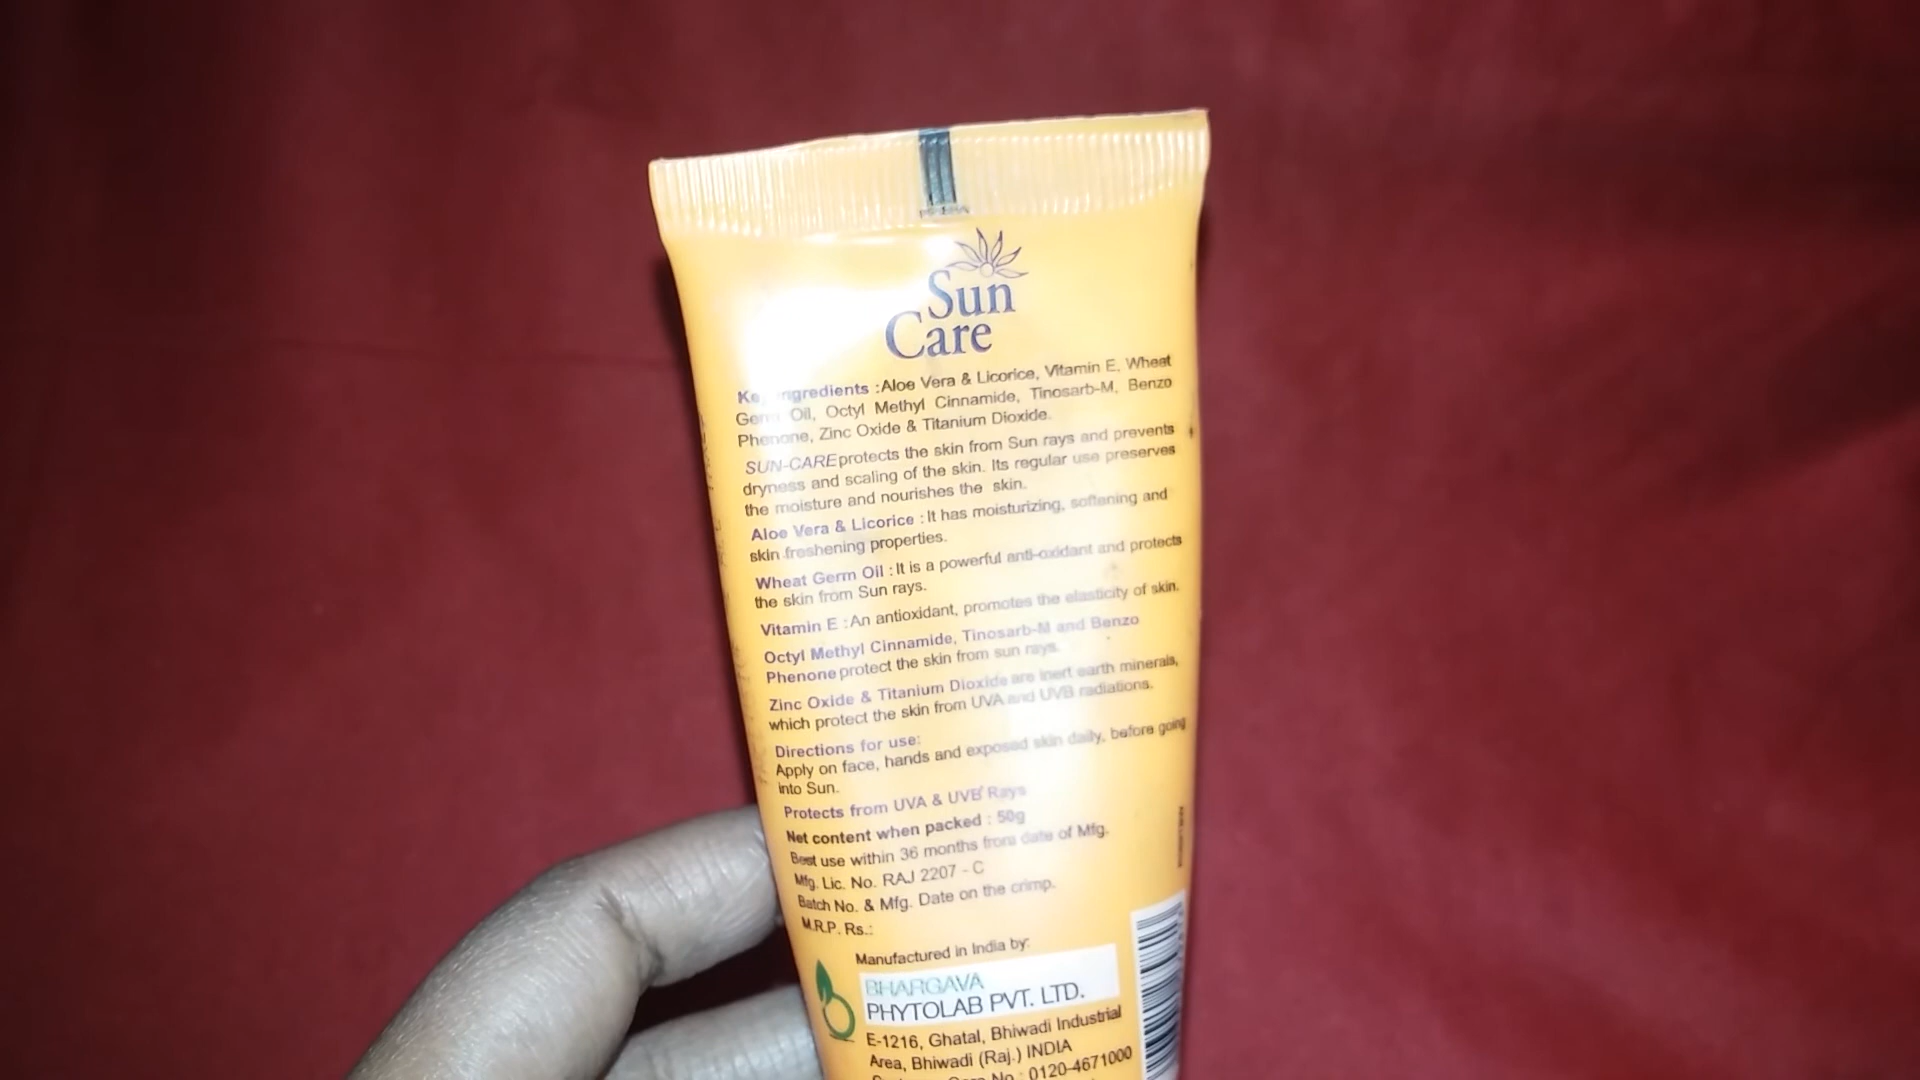 Sun
Care
Key Ingredients : Aloe Vera & Licorice, Vitamin E, Wheat
Germ Oil, Octyl Methyl Cinnamide, Tinosarb-M, Benzo
Phenone, Zinc Oxide & Titanium Dioxide.
SUN-CARE protects the skin from Sun rays and prevents
dryness and scaling of the skin. Its regular use preserves
the moisture and nourishes the skin.
Aloe Vera & Licorice : It has moisturizing, softening and
skin freshening properties.
Wheat Germ Oil : It is a powerful anti-oxidant and protects
the skin from Sun rays.
Vitamin E : An antioxidant, promotes the elasticity of skin.
Octyl Methyl Cinnamide, Tinosarb-M and Benzo
Phenone protect the skin from sun rays.
Zinc Oxide & Titanium Dioxide are inert earth minerals,
which protect the skin from UVA and UVB radiations.
Directions for use:
Apply on face, hands and exposed skin daily, before going
into Sun.
Protects from UVA & UVB Rays
Net content when packed : 50g
Best use within 36 months from date of Mfg.
Mfg. Lic. No. RAJ 2207 - C
Batch No. & Mfg. Date on the crimp.
M.R.P. Rs.:
Manufactured in India by:
BHARGAVA
PHYTOLAB PVT. LTD.
E-1216, Ghatal, Bhiwadi Industrial
Area, Bhiwadi (Raj.) INDIA
No : 0120-4671000